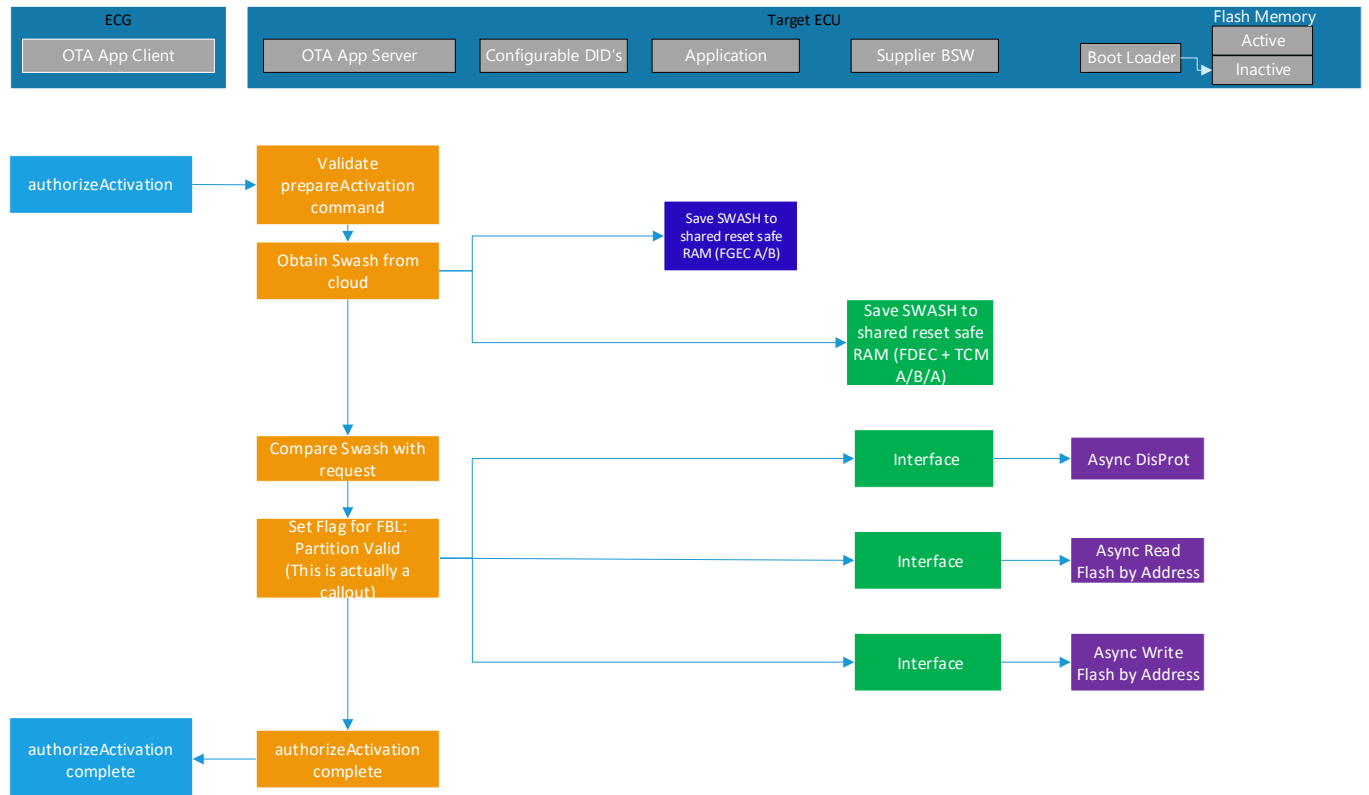 ECG
Target ECU
Flash Memory
OTA App Client
OTA App Server
Configurable DID's
Application
Supplier BSW
Boot Loader
Active
Inactive
authorizeActivation
Validate
prepareActivation
command
Save SWASH to
shared reset safe
RAM (FGEC A/B)
Obtain Swash from
cloud
Save SWASH to
shared reset safe
RAM (FDEC + TCM
A/B/A)
Compare Swash with
request
Interface
Async DisProt
Set Flag for FBL:
Partition Valid
(This is actually a
callout)
Interface
Async Read
Flash by Address
Interface
Async Write
Flash by Address
authorizeActivation
complete
authorizeActivation
complete